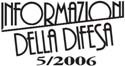 INFORMAZIONI
DELLA DIFESA
5/2006